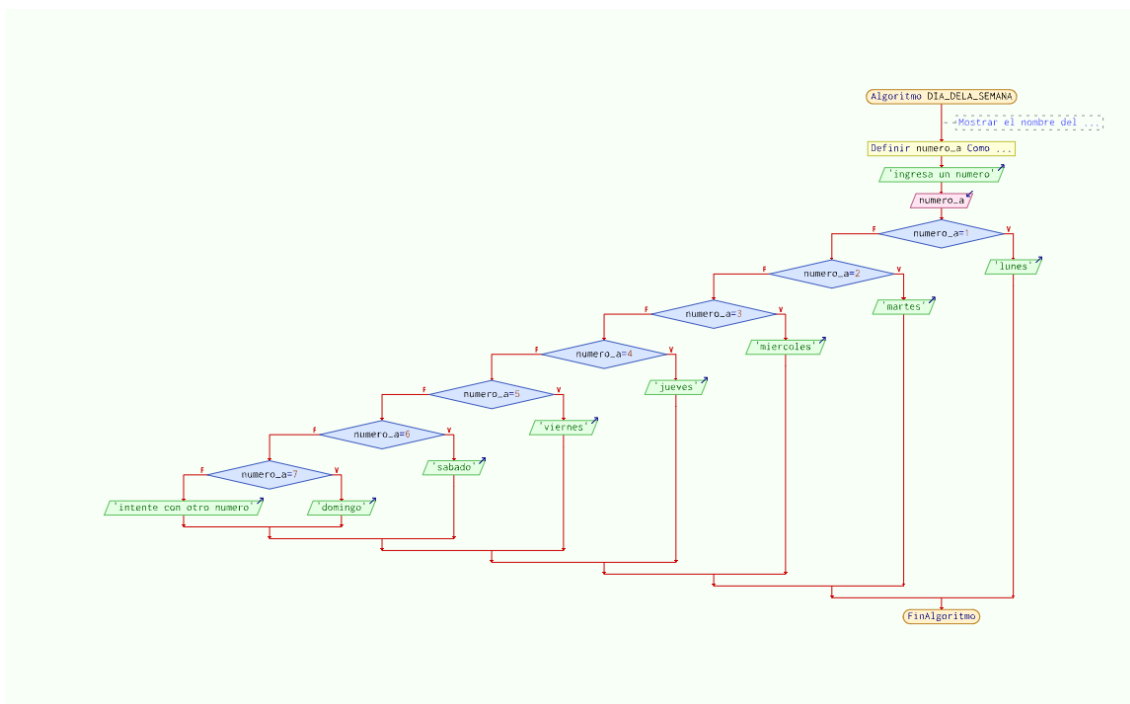 Algoritmo DIA_DELA_SEMANA
Mostrar el nombre del ...
Definir numero_a Como ...
'ingresa un numero'
numero_a
F
numero_a=1
V
'lunes'
F
numero_a=2
V
'martes'
F
numero_a=3
V
'miercoles'
F
numero_a=4
V
'jueves'
F
numero_a=5
V
'viernes'
F
numero_a=6
V
'sabado'
F
numero_a=7
V
'intente con otro numero'
'domingo'
FinAlgoritmo